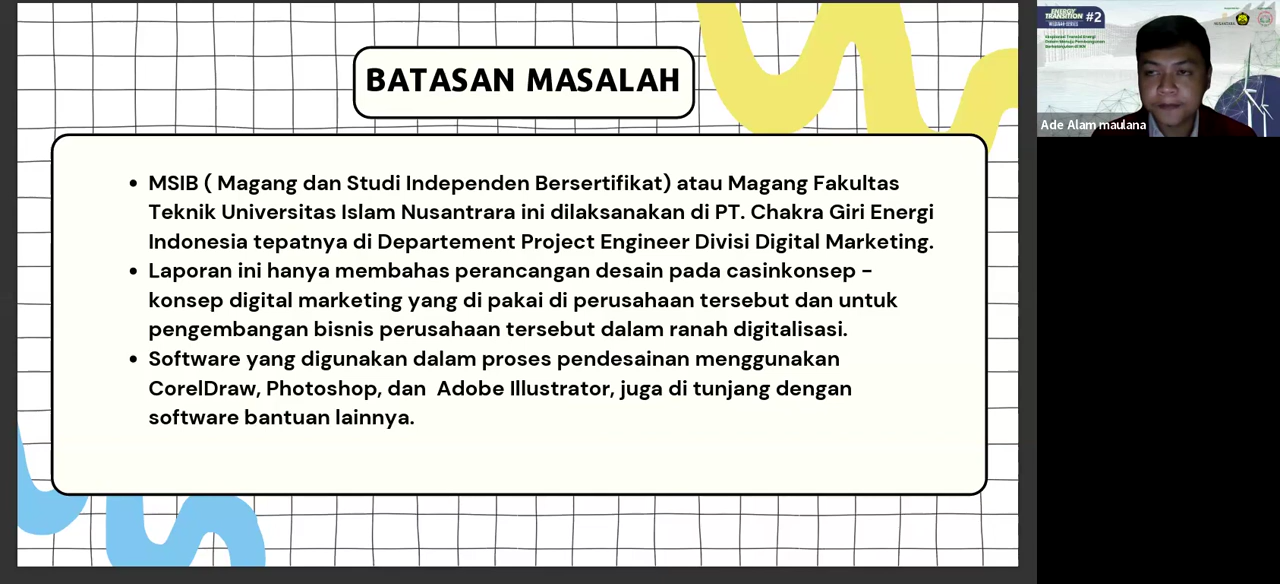 BATASAN MASALAH
• MSIB ( Magang dan Studi Independen Bersertifikat) atau Magang Fakultas
Teknik Universitas Islam Nusantrara ini dilaksanakan di PT. Chakra Giri Energi
Indonesia tepatnya di Departement Project Engineer Divisi Digital Marketing.
• Laporan ini hanya membahas perancangan desain pada casinkonsep -
konsep digital marketing yang di pakai di perusahaan tersebut dan untuk
pengembangan bisnis perusahaan tersebut dalam ranah digitalisasi.
• Software yang digunakan dalam proses pendesainan menggunakan
CorelDraw, Photoshop, dan  Adobe Illustrator, juga di tunjang dengan
software bantuan lainnya.
ENERGY
TRANSITION
WEBINAR SERIES
#2
Ade Alam maulana